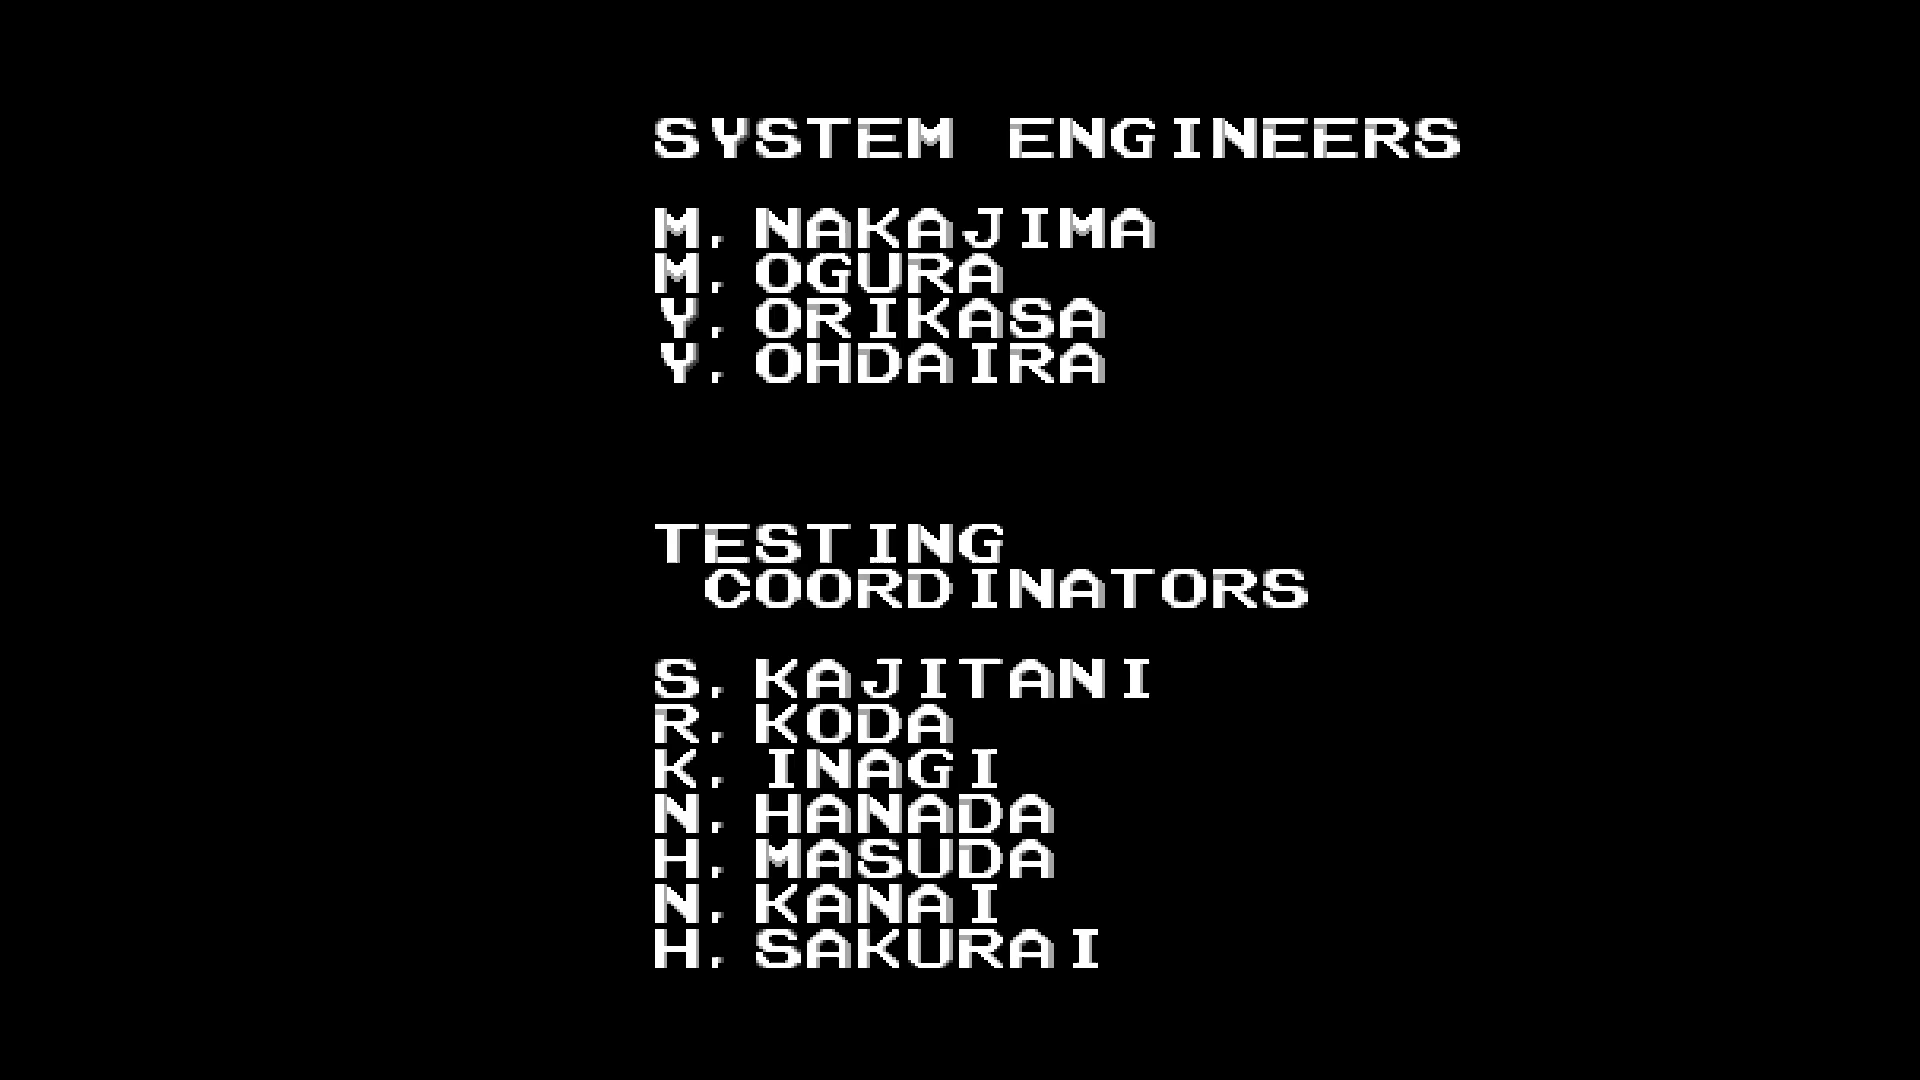 SYSTEM ENGINEERS
M. NAKAJIMA
M. OGURA
Y. ORIKASA
Y. OHDAIRA
TESTING
COORDINATORS
S. KAJITANI
R. KODA
K. INAGI
N. HANADA
H. MASUDA
N. KANAI
H. SAKURAI